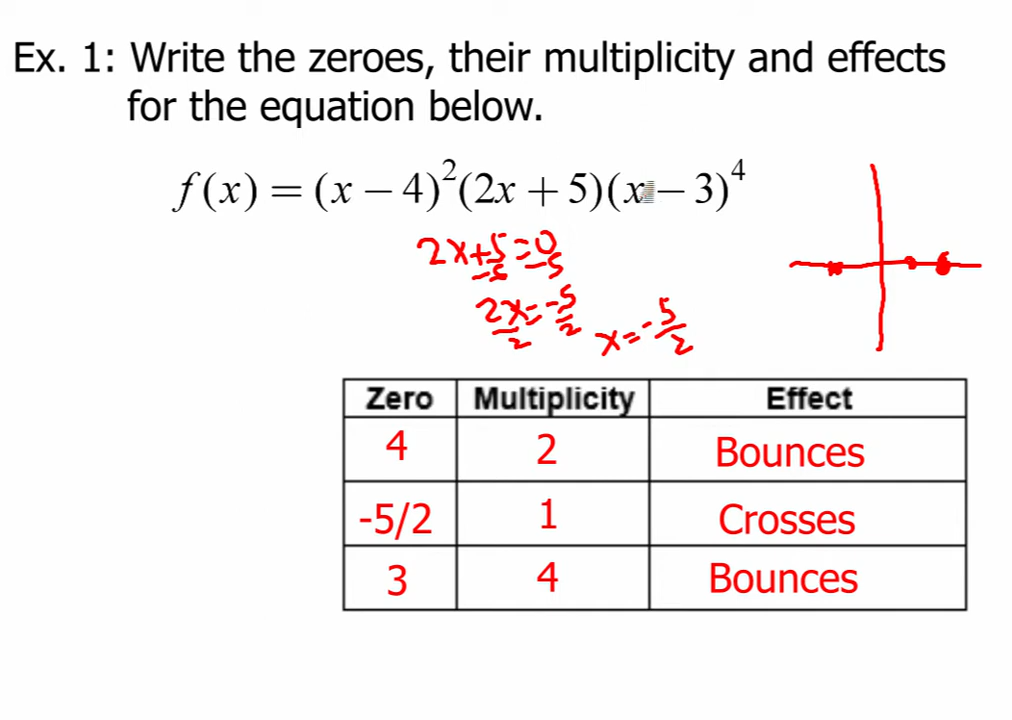 Ex. 1: Write the zeroes, their multiplicity and effects
for the equation below.
f(x) = (x − 4)²(2x + 5)(x − 3)⁴
2x+5=0
−5 −5
2x=-5
2 2
x=-5/2
Zero Multiplicity Effect
4 2 Bounces
-5/2 1 Crosses
3 4 Bounces